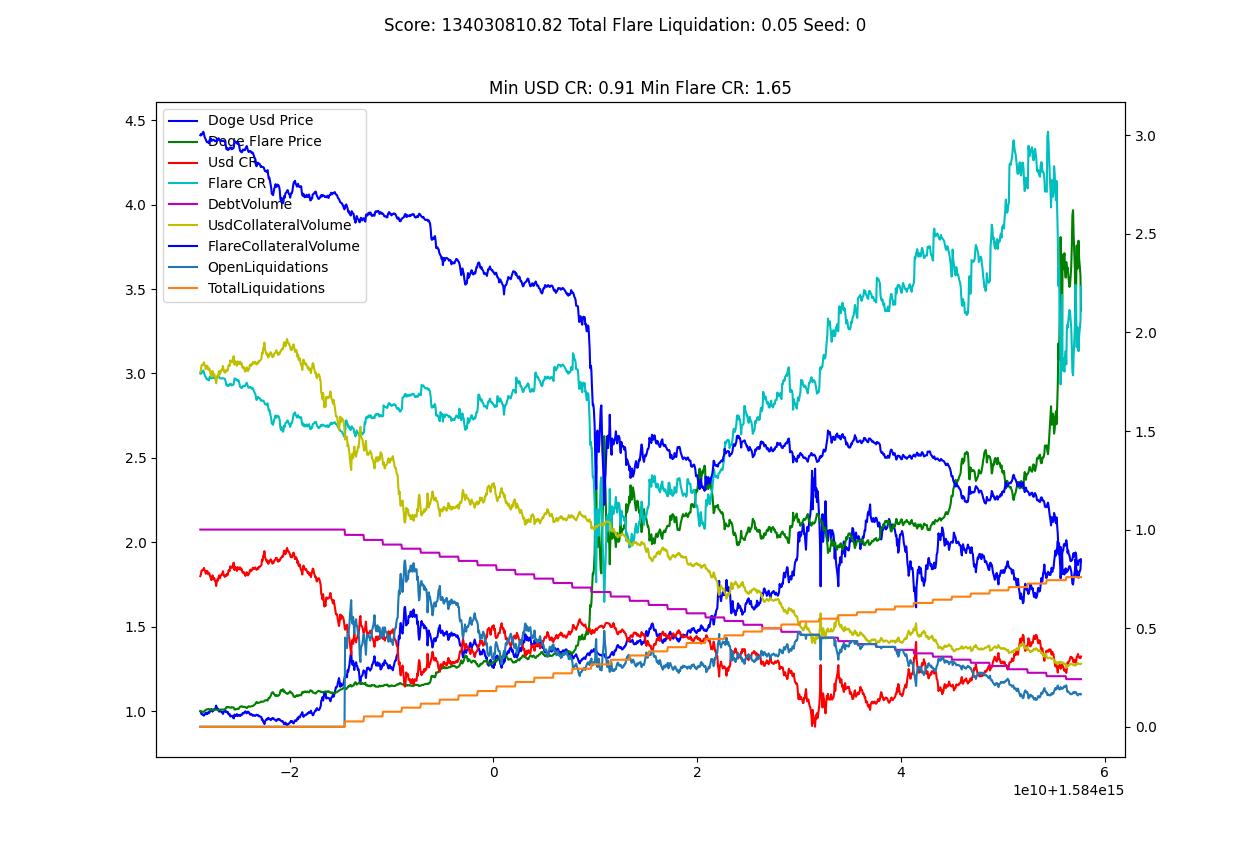 Score: 134030810.82 Total Flare Liquidation: 0.05 Seed: 0
Min USD CR: 0.91 Min Flare CR: 1.65
Doge Usd Price
Doge Flare Price
Usd CR
Flare CR
DebtVolume
UsdCollateralVolume
FlareCollateralVolume
OpenLiquidations
TotalLiquidations
4.5
4.0
3.5
3.0
2.5
2.0
1.5
1.0
3.0
2.5
2.0
1.5
1.0
0.5
0.0
−2 0 2 4 6
1e10+1.584e15